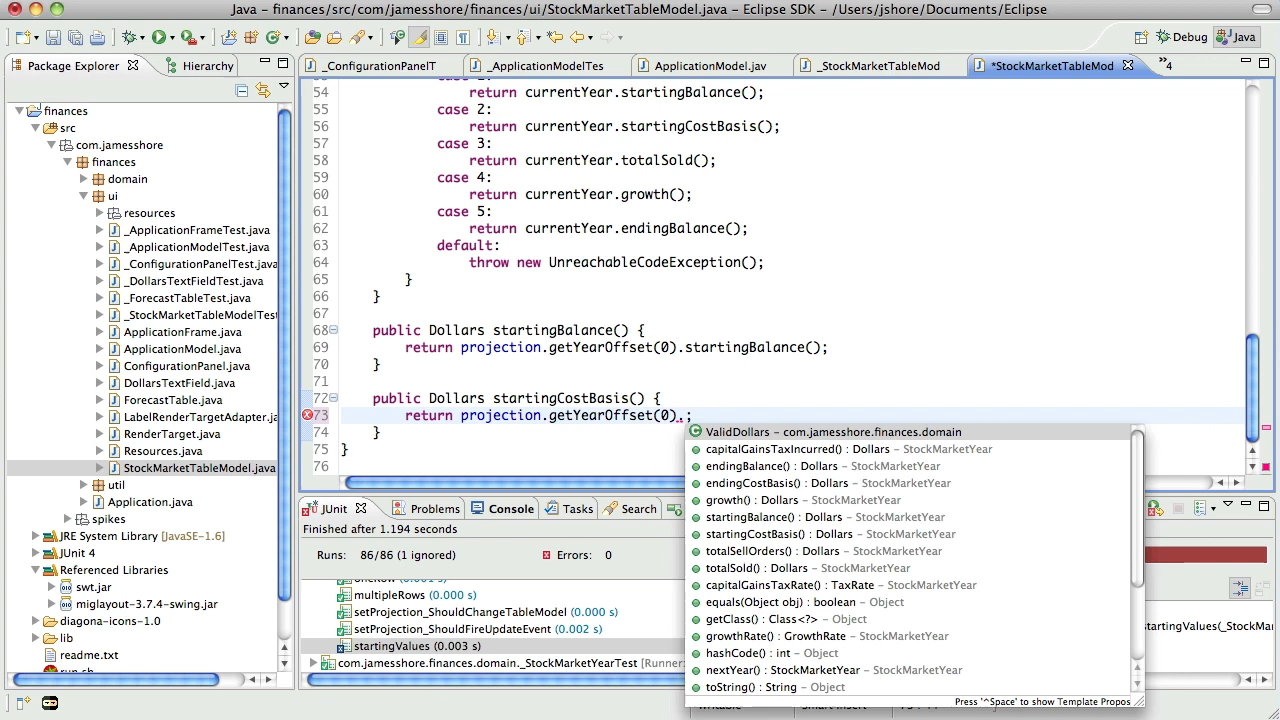 Java – finances/src/com/jamesshore/finances/ui/StockMarketTableModel.java – Eclipse SDK – /Users/jshore/Documents/Eclipse
Debug
Java
Package Explorer
Hierarchy
_ConfigurationPanelT
_ApplicationModelTes
ApplicationModel.jav
_StockMarketTableMod
*StockMarketTableMod
»4
finances
src
com.jamesshore
finances
domain
ui
resources
_ApplicationFrameTest.java
_ApplicationModelTest.java
_ConfigurationPanelTest.java
_DollarsTextFieldTest.java
_ForecastTableTest.java
_StockMarketTableModelTest
ApplicationFrame.java
ApplicationModel.java
ConfigurationPanel.java
DollarsTextField.java
ForecastTable.java
LabelRenderTargetAdapter.java
RenderTarget.java
Resources.java
StockMarketTableModel.java
util
Application.java
spikes
JRE System Library [JavaSE-1.6]
JUnit 4
Referenced Libraries
swt.jar
miglayout-3.7.4-swing.jar
diagona-icons-1.0
lib
readme.txt
run.sh
54 return currentYear.startingBalance();
55 case 2:
56 return currentYear.startingCostBasis();
57 case 3:
58 return currentYear.totalSold();
59 case 4:
60 return currentYear.growth();
61 case 5:
62 return currentYear.endingBalance();
63 default:
64 throw new UnreachableCodeException();
65 }
66 }
67
68 public Dollars startingBalance() {
69 return projection.getYearOffset(0).startingBalance();
70 }
71
72 public Dollars startingCostBasis() {
73 return projection.getYearOffset(0).;
74 }
75 }
76
ValidDollars – com.jamesshore.finances.domain
capitalGainsTaxIncurred() : Dollars – StockMarketYear
endingBalance() : Dollars – StockMarketYear
endingCostBasis() : Dollars – StockMarketYear
growth() : Dollars – StockMarketYear
startingBalance() : Dollars – StockMarketYear
startingCostBasis() : Dollars – StockMarketYear
totalSellOrders() : Dollars – StockMarketYear
totalSold() : Dollars – StockMarketYear
capitalGainsTaxRate() : TaxRate – StockMarketYear
equals(Object obj) : boolean – Object
getClass() : Class<?> – Object
growthRate() : GrowthRate – StockMarketYear
hashCode() : int – Object
nextYear() : StockMarketYear – StockMarketYear
toString() : String – Object
Press '^Space' to show Template Propos
JUnit
Problems
Console
Tasks
Search
Finished after 1.194 seconds
Runs: 86/86 (1 ignored)
Errors: 0
oneRow (0.001 s)
multipleRows (0.000 s)
setProjection_ShouldChangeTableModel (0.000 s)
setProjection_ShouldFireUpdateEvent (0.002 s)
startingValues (0.003 s)
com.jamesshore.finances.domain._StockMarketYearTest [Runner:
tartingValues(_StockMa